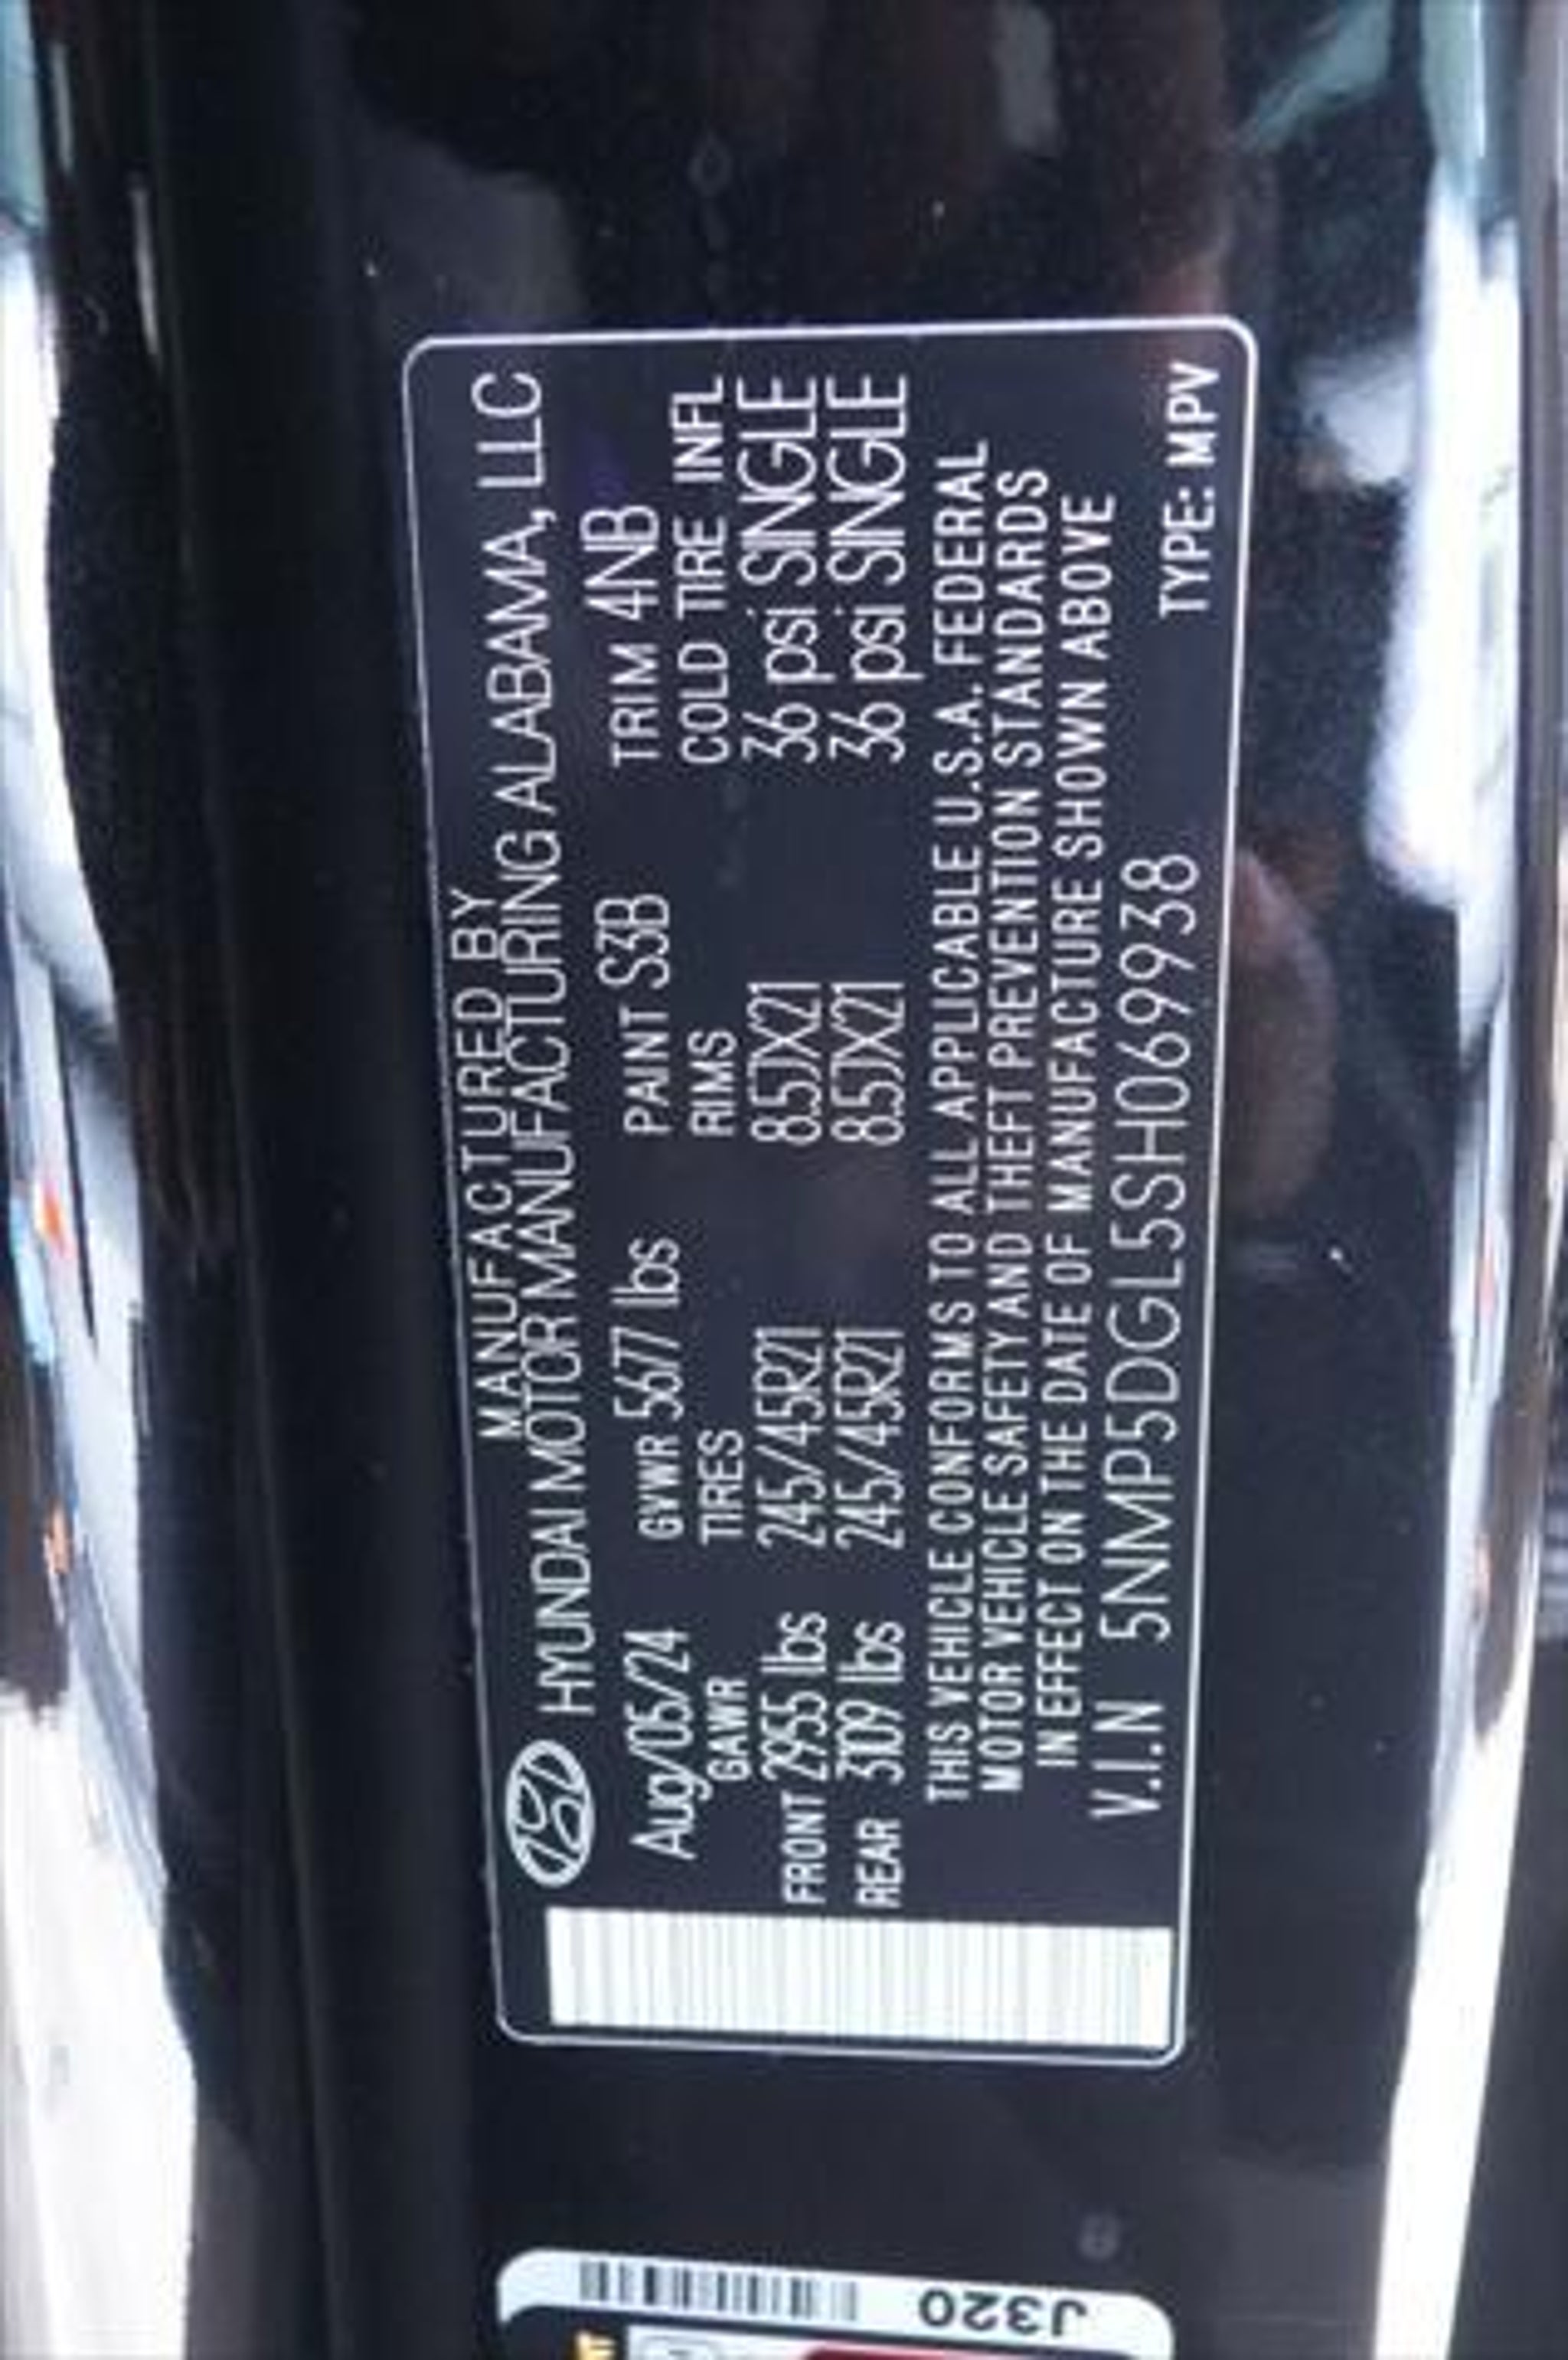 MANUFACTURED BY
HYUNDAI MOTOR MANUFACTURING ALABAMA, LLC
Aug/05/24 GVWR 5677 lbs PAINT S3B TRIM 4NB
GAWR TIRES RIMS COLD TIRE INFL
FRONT 2955 lbs 245/45R21 8.5JX21 36 psi SINGLE
REAR 3109 lbs 245/45R21 8.5JX21 36 psi SINGLE
THIS VEHICLE CONFORMS TO ALL APPLICABLE U.S.A. FEDERAL
MOTOR VEHICLE SAFETY AND THEFT PREVENTION STANDARDS
IN EFFECT ON THE DATE OF MANUFACTURE SHOWN ABOVE
V.I.N 5NMP5DGL5SH069938 TYPE: MPV
J320